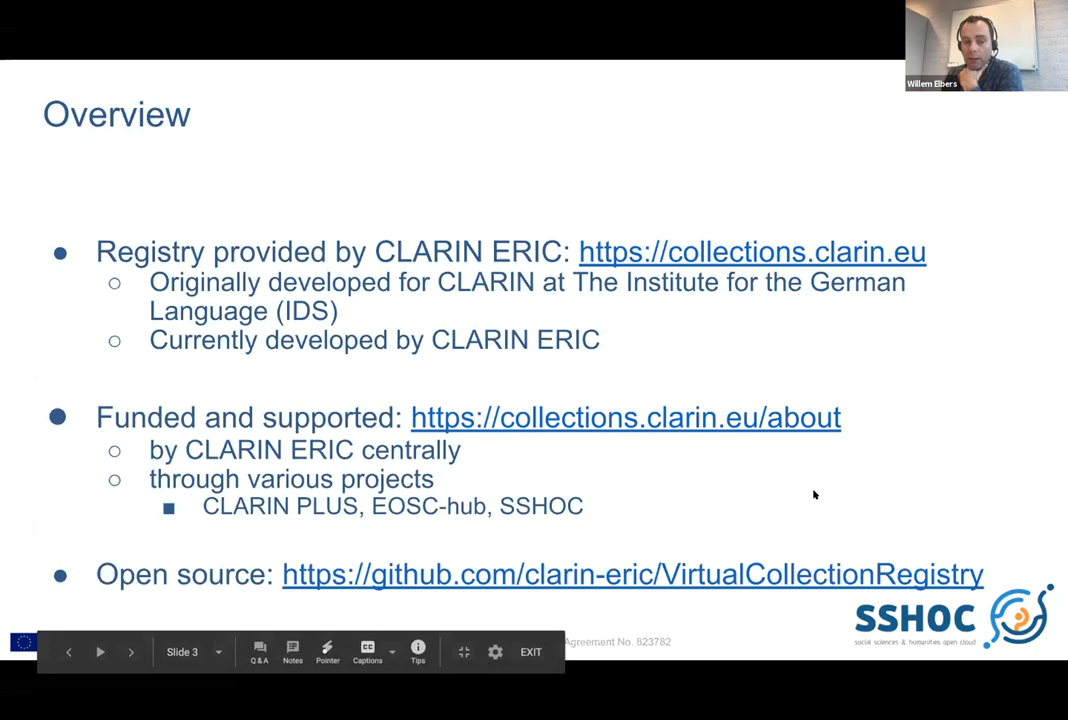 Willem Elbers
Overview
● Registry provided by CLARIN ERIC: https://collections.clarin.eu
○ Originally developed for CLARIN at The Institute for the German
Language (IDS)
○ Currently developed by CLARIN ERIC
● Funded and supported: https://collections.clarin.eu/about
○ by CLARIN ERIC centrally
○ through various projects
■ CLARIN PLUS, EOSC-hub, SSHOC
● Open source: https://github.com/clarin-eric/VirtualCollectionRegistry
SSHOC
social sciences & humanities open cloud
Agreement No. 823782
Slide 3
Q & A
Notes
Pointer
CC
Captions
Tips
EXIT